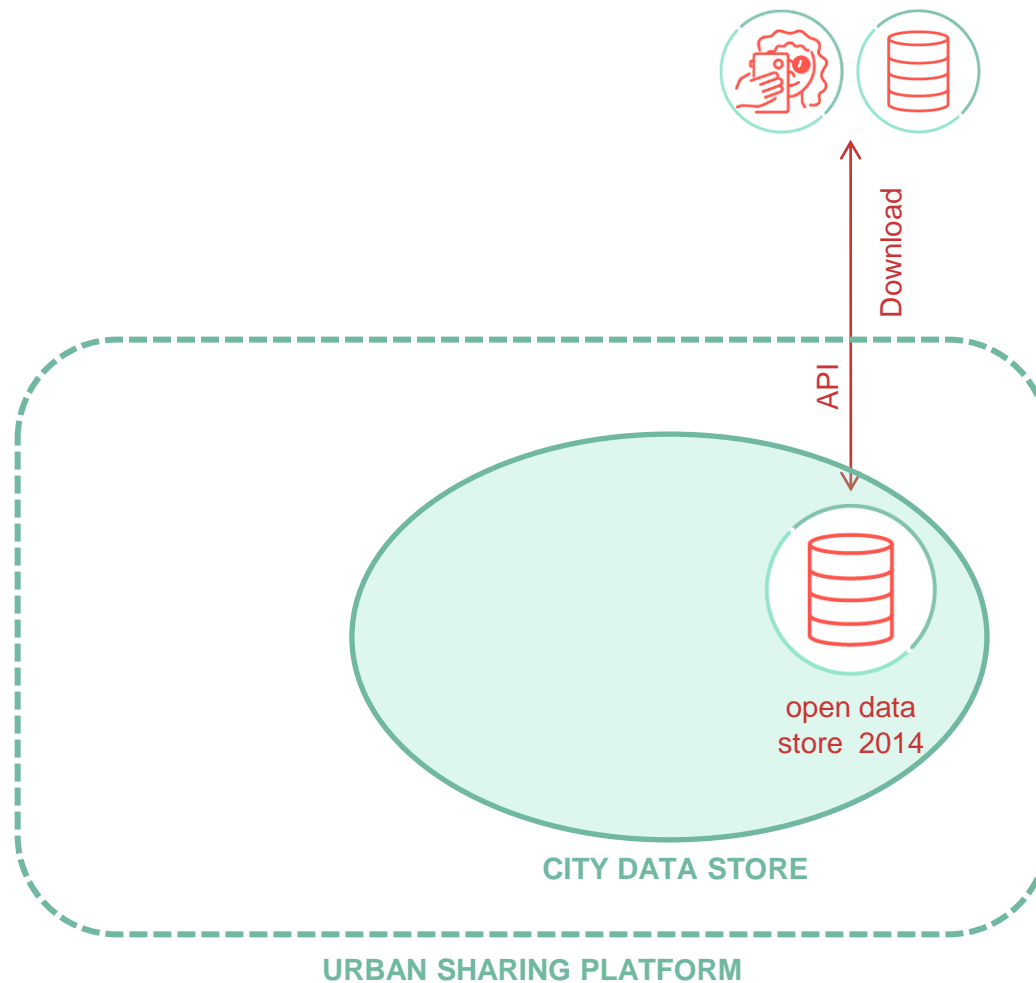 Download
API
open data
store 2014
CITY DATA STORE
URBAN SHARING PLATFORM